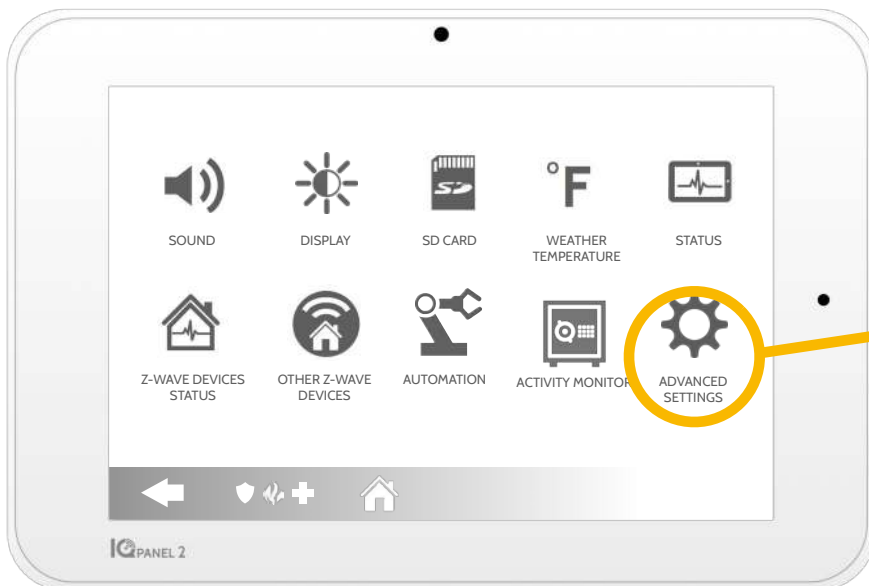 SOUND
DISPLAY
SD
SD CARD
°F
WEATHER
TEMPERATURE
STATUS
Z-WAVE DEVICES
STATUS
OTHER Z-WAVE
DEVICES
AUTOMATION
ACTIVITY MONITOR
ADVANCED
SETTINGS
IQ PANEL 2